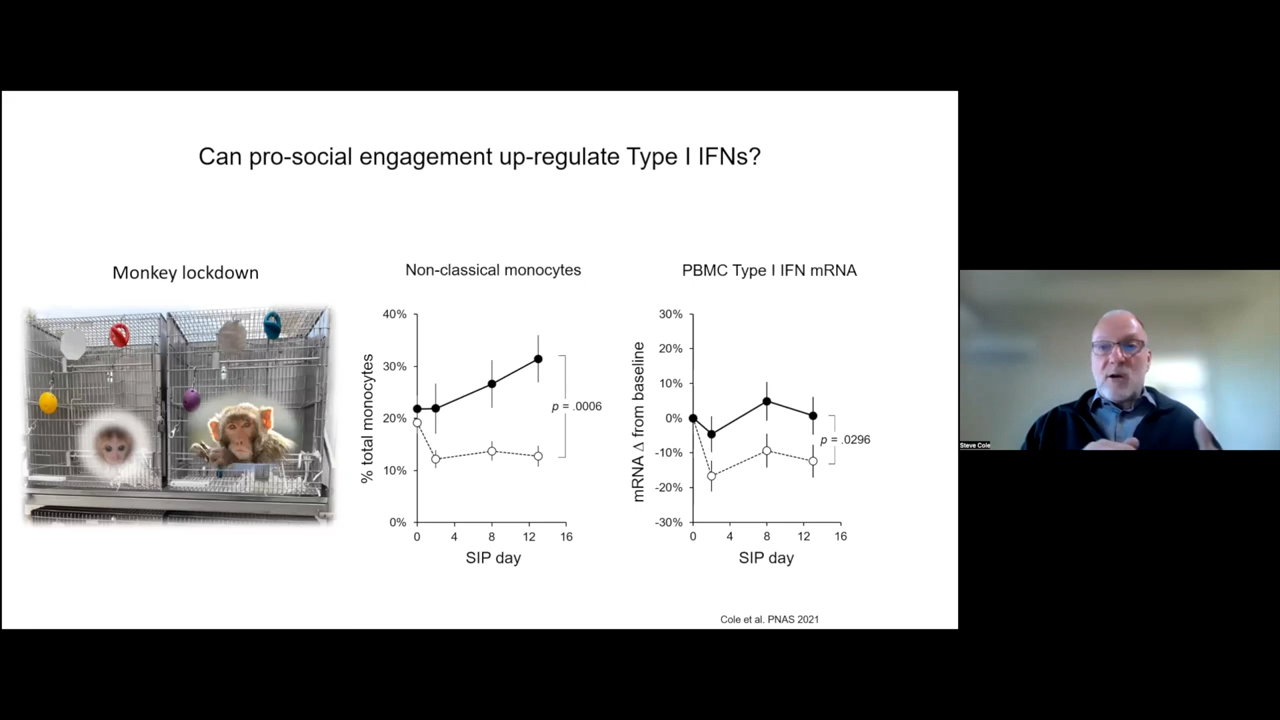 Can pro-social engagement up-regulate Type I IFNs?
Monkey lockdown
Non-classical monocytes
PBMC Type I IFN mRNA
% total monocytes
40%
30%
20%
10%
0%
0 4 8 12 16
SIP day
p = .0006
mRNA Δ from baseline
30%
20%
10%
0%
-10%
-20%
-30%
0 4 8 12 16
SIP day
p = .0296
Cole et al. PNAS 2021
Steve Cole